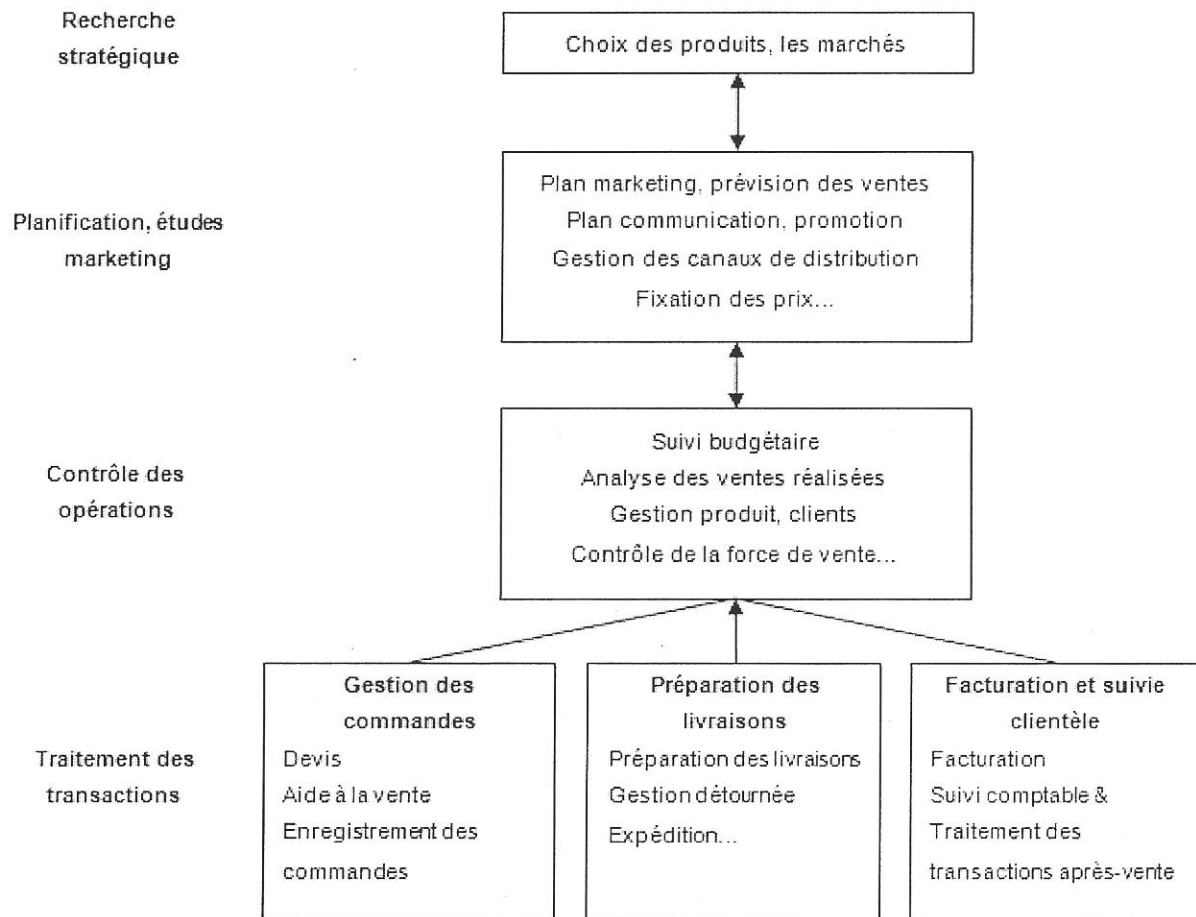 Recherche
stratégique
Choix des produits, les marchés
Planification, études
marketing
Plan marketing, prévision des ventes
Plan communication, promotion
Gestion des canaux de distribution
Fixation des prix...
Contrôle des
opérations
Suivi budgétaire
Analyse des ventes réalisées
Gestion produit, clients
Contrôle de la force de vente...
Traitement des
transactions
Gestion des
commandes
Devis
Aide à la vente
Enregistrement des
commandes
Préparation des
livraisons
Préparation des livraisons
Gestion détournée
Expédition...
Facturation et suivie
clientèle
Facturation
Suivi comptable &
Traitement des
transactions après-vente